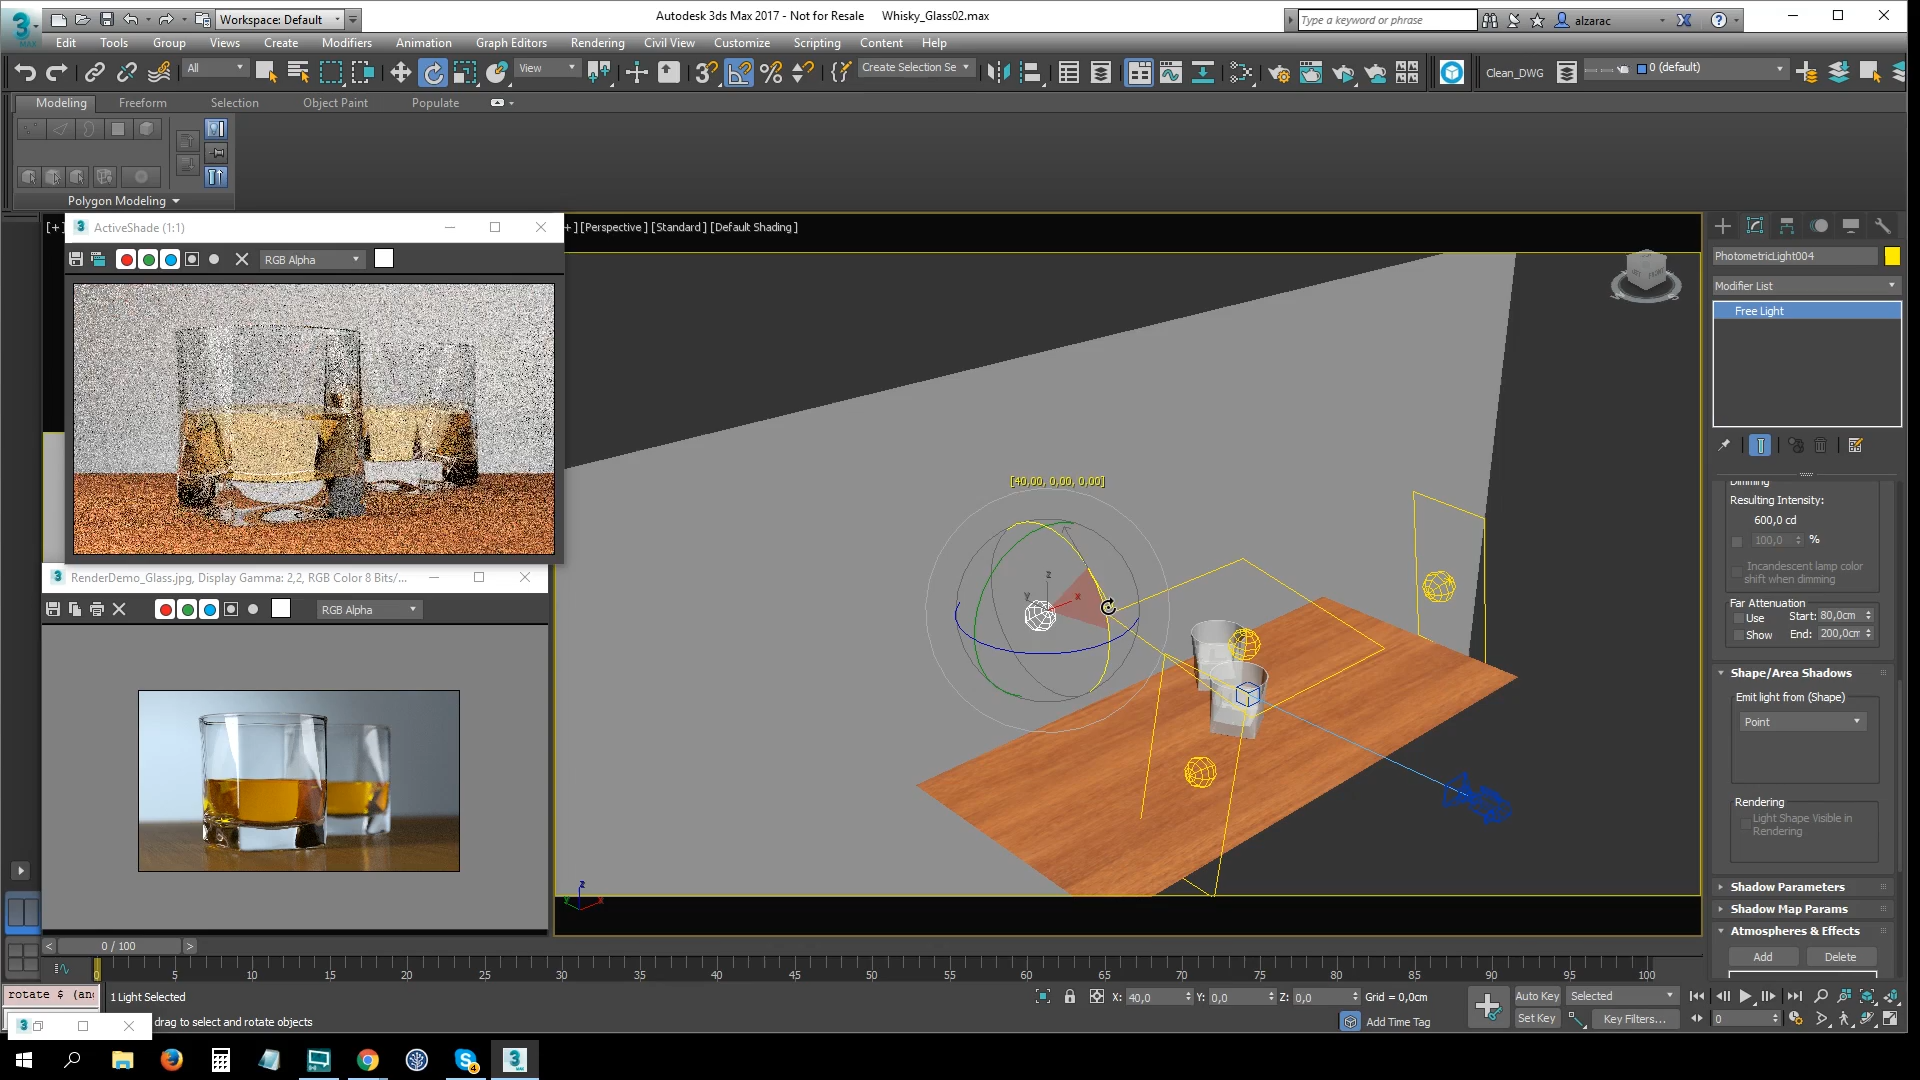 Workspace: Default
Autodesk 3ds Max 2017 - Not for Resale    Whisky_Glass02.max
Type a keyword or phrase
alzarac
Edit Tools Group Views Create Modifiers Animation Graph Editors Rendering Civil View Customize Scripting Content Help
All View Create Selection Se Clean_DWG 0 (default)
Modeling Freeform Selection Object Paint Populate
Polygon Modeling
ActiveShade (1:1)
RGB Alpha
RenderDemo_Glass.jpg, Display Gamma: 2,2, RGB Color 8 Bits/...
RGB Alpha
[+]
+] [Perspective ] [Standard ] [Default Shading ]
[40,00, 0,00, 0,00]
z
y
x
z
x
PhotometricLight004
Modifier List
Free Light
Dimming
Resulting Intensity:
600,0 cd
100,0 %
Incandescent lamp color
shift when dimming
Far Attenuation
Use Start: 80,0cm
Show End: 200,0cm
Shape/Area Shadows
Emit light from (Shape)
Point
Rendering
Light Shape Visible in
Rendering
Shadow Parameters
Shadow Map Params
Atmospheres & Effects
Add Delete
0 / 100
0 5 10 15 20 25 30 35 40 45 50 55 60 65 70 75 80 85 90 95 100
rotate $ (an
1 Light Selected
X: 40,0 Y: 0,0 Z: 0,0 Grid = 0,0cm
Auto Key Selected
drag to select and rotate objects
Add Time Tag
Set Key Key Filters... 0
3
MAX
4